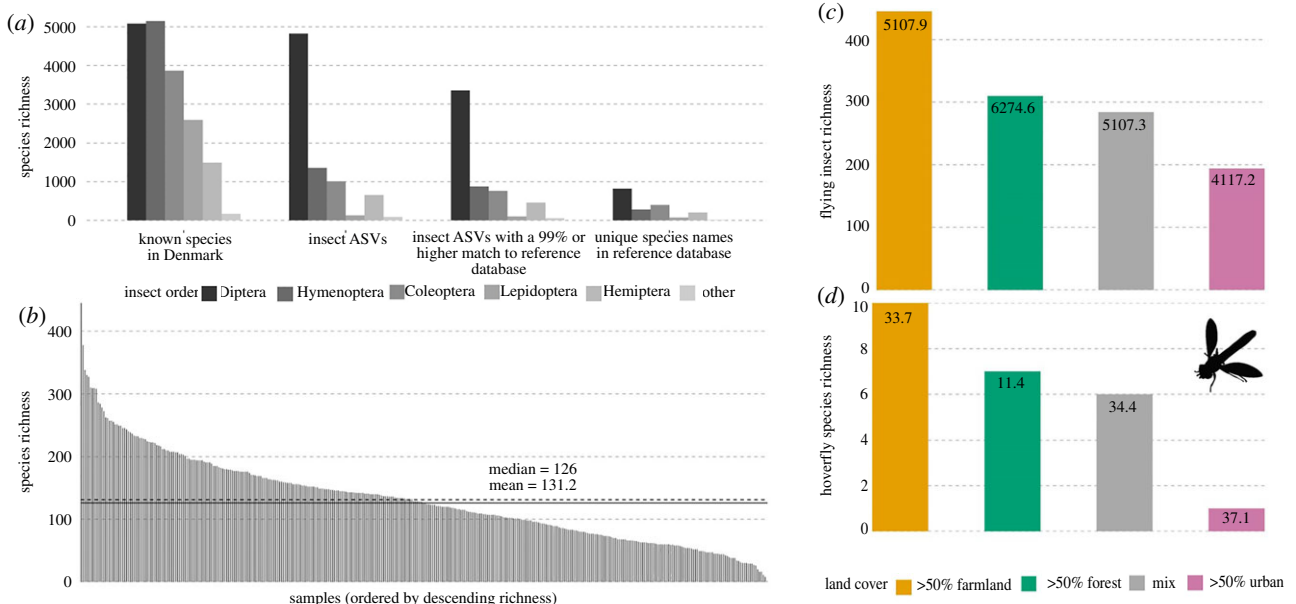 (a)
species richness
5000
4000
3000
2000
1000
0
known species
in Denmark
insect ASVs
insect ASVs with a 99% or
higher match to reference
database
unique species names
in reference database
insect order Diptera Hymenoptera Coleoptera Lepidoptera Hemiptera other
(b)
species richness
400
300
200
100
0
median = 126
mean = 131.2
samples (ordered by descending richness)
(c)
flying insect richness
400
300
200
100
0
5107.9
6274.6
5107.3
4117.2
(d)
hoverfly species richness
10
8
6
4
2
0
33.7
11.4
34.4
37.1
land cover >50% farmland >50% forest mix >50% urban